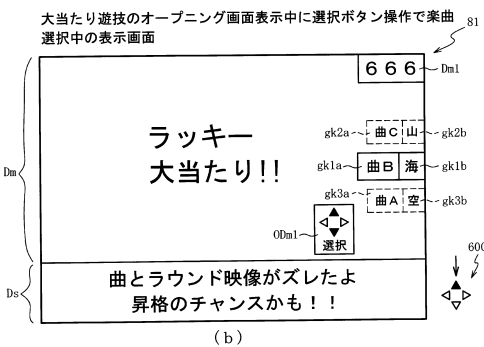 大当たり遊技のオープニング画面表示中に選択ボタン操作で楽曲
選択中の表示画面
81
666
Dm1
ラッキー
大当たり!!
gk2a 曲C 山 gk2b
gk1a 曲B 海 gk1b
gk3a 曲A 空 gk3b
Dm
ODm1
選択
曲とラウンド映像がズレたよ
昇格のチャンスかも！！
Ds
600
(b)